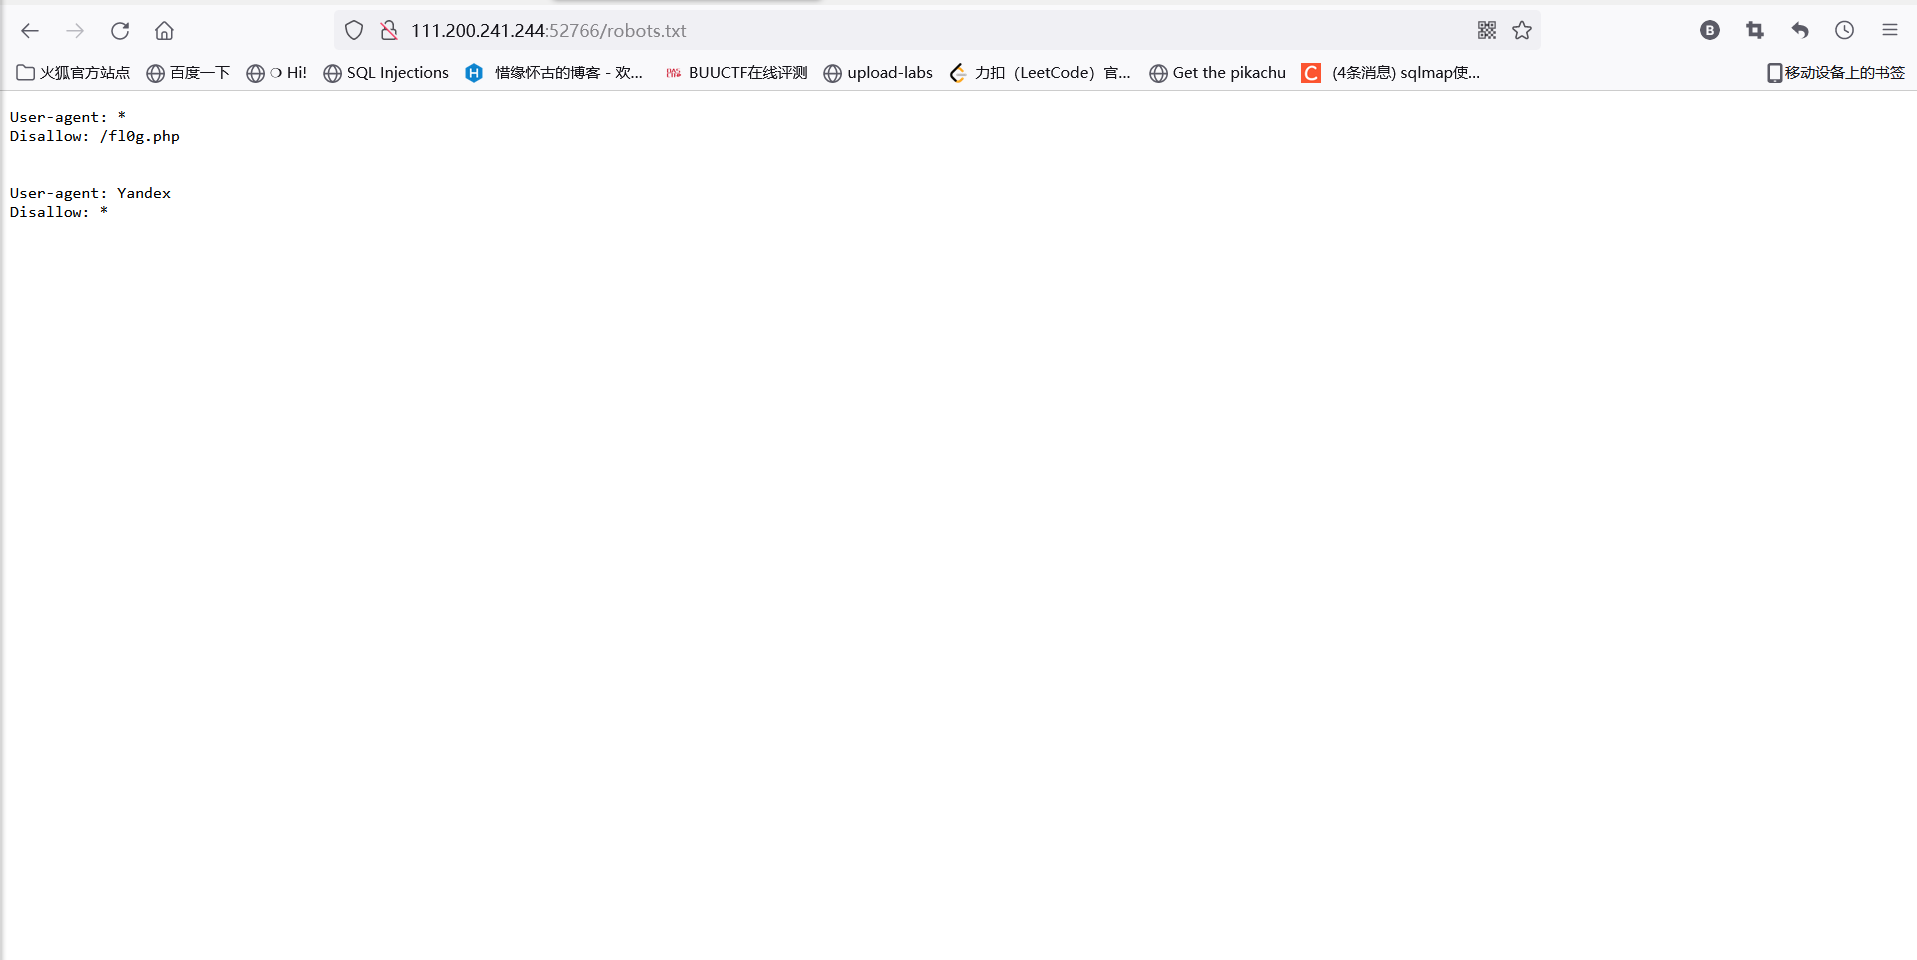 111.200.241.244:52766/robots.txt
火狐官方站点 百度一下 ❍ Hi! SQL Injections 惜缘怀古的博客 - 欢... BUUCTF在线评测 upload-labs 力扣（LeetCode）官... Get the pikachu (4条消息) sqlmap使... 移动设备上的书签
User-agent: *
Disallow: /fl0g.php
User-agent: Yandex
Disallow: *